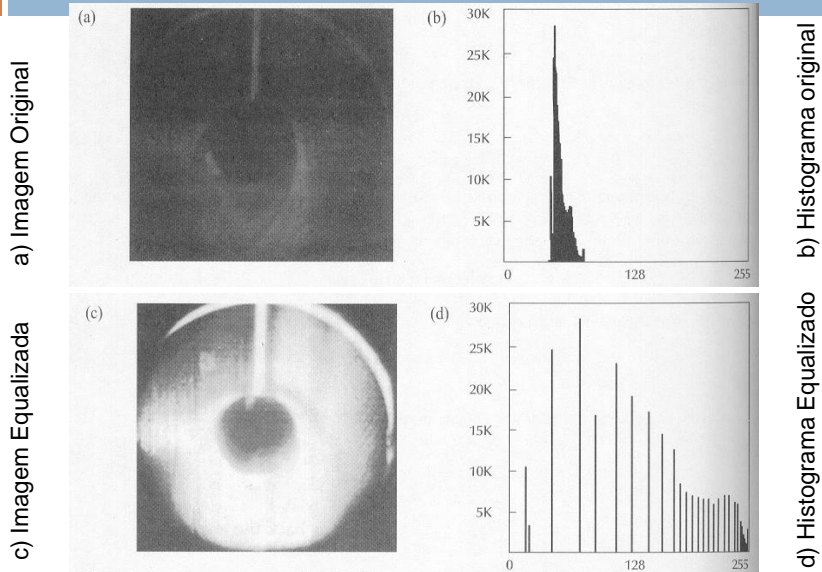 a) Imagem Original
(a)
(b)
30K
25K
20K
15K
10K
5K
0
128
255
b) Histograma original
c) Imagem Equalizada
(c)
(d)
30K
25K
20K
15K
10K
5K
0
128
255
d) Histograma Equalizado